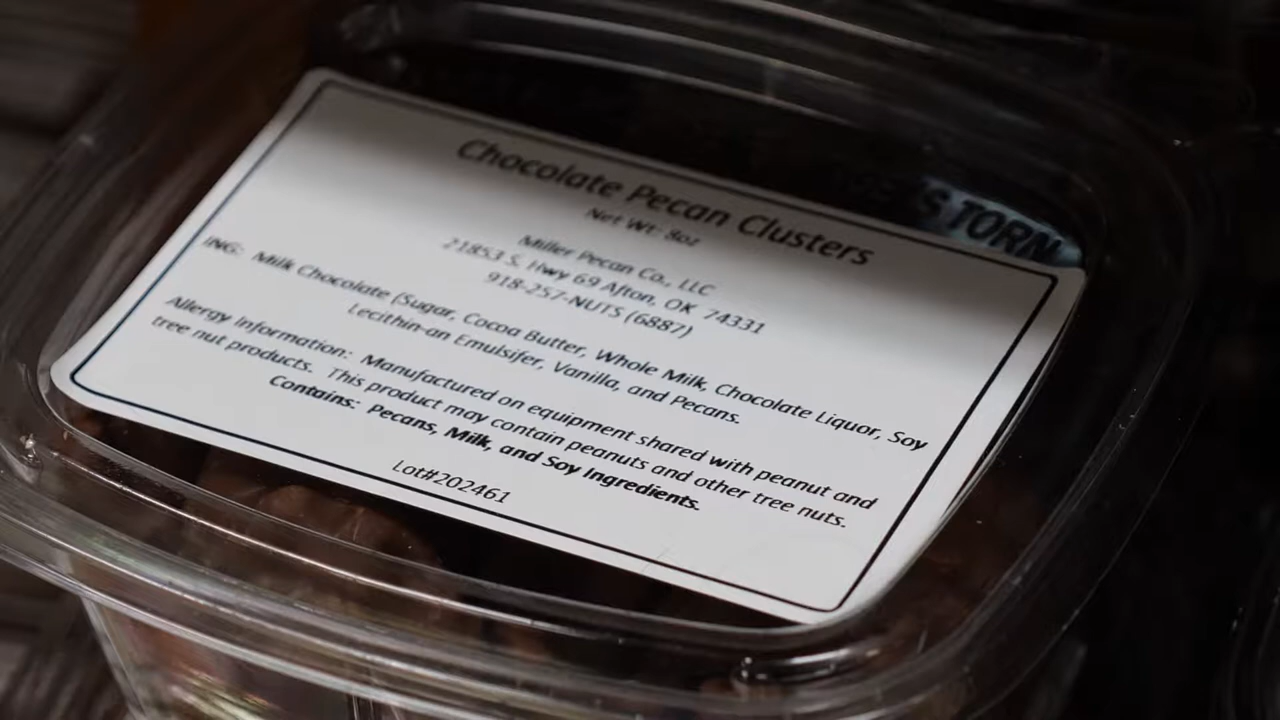 Chocolate Pecan Clusters
Net Wt: 8oz
Miller Pecan Co., LLC
21853 S. Hwy 69 Afton, OK 74331
918-257-NUTS (6887)
ING: Milk Chocolate (Sugar, Cocoa Butter, Whole Milk, Chocolate Liquor, Soy
Lecithin-an Emulsifer, Vanilla, and Pecans.
Allergy Information: Manufactured on equipment shared with peanut and
tree nut products. This product may contain peanuts and other tree nuts.
Contains: Pecans, Milk, and Soy Ingredients.
Lot#202461
TORN